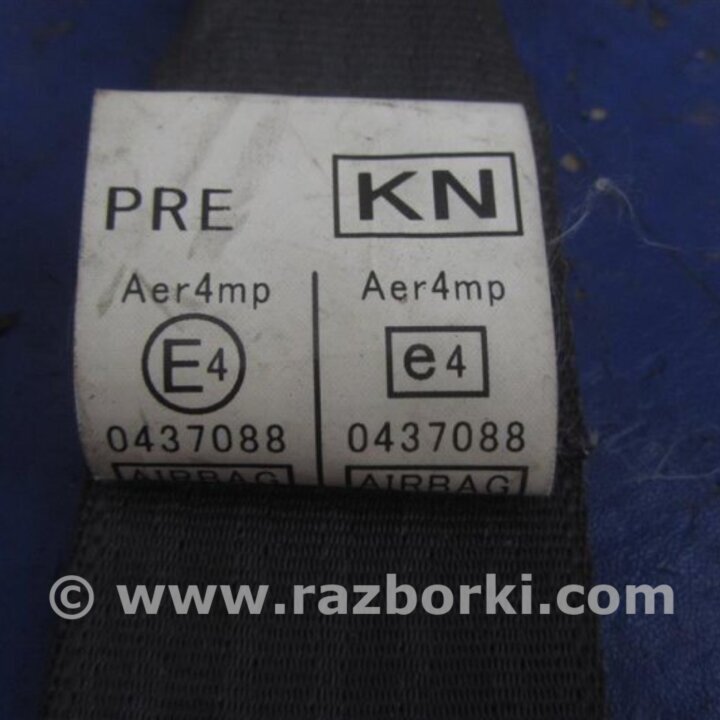 PRE KN
Aer4mp Aer4mp
E4 e4
0437088 0437088
AIRBAG AIRBAG
© www.razborki.com